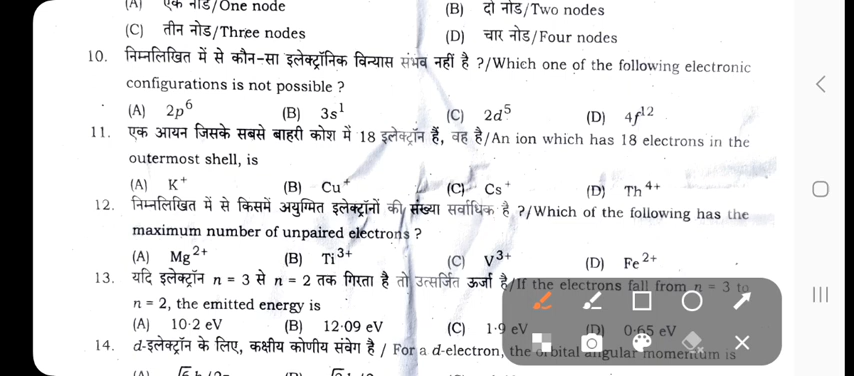 (A) एक नोड/One node (B) दो नोड/Two nodes
(C) तीन नोड/Three nodes (D) चार नोड/Four nodes
10. निम्नलिखित में से कौन-सा इलेक्ट्रॉनिक विन्यास संभव नहीं है ?/Which one of the following electronic
configurations is not possible ?
(A) 2p⁶ (B) 3s¹ (C) 2d⁵ (D) 4f¹²
11. एक आयन जिसके सबसे बाहरी कोश में 18 इलेक्ट्रॉन हैं, वह है/An ion which has 18 electrons in the
outermost shell, is
(A) K⁺ (B) Cu⁺ (C) Cs⁺ (D) Th⁴⁺
12. निम्नलिखित में से किसमें अयुग्मित इलेक्ट्रॉनों की संख्या सर्वाधिक है ?/Which of the following has the
maximum number of unpaired electrons ?
(A) Mg²⁺ (B) Ti³⁺ (C) V³⁺ (D) Fe²⁺
13. यदि इलेक्ट्रॉन n = 3 से n = 2 तक गिरता है तो उत्सर्जित ऊर्जा है/If the electrons fall from n = 3 to
n = 2, the emitted energy is
(A) 10·2 eV (B) 12·09 eV (C) 1·9 eV (D) 0·65 eV
14. d-इलेक्ट्रॉन के लिए, कक्षीय कोणीय संवेग है / For a d-electron, the orbital angular momentum is